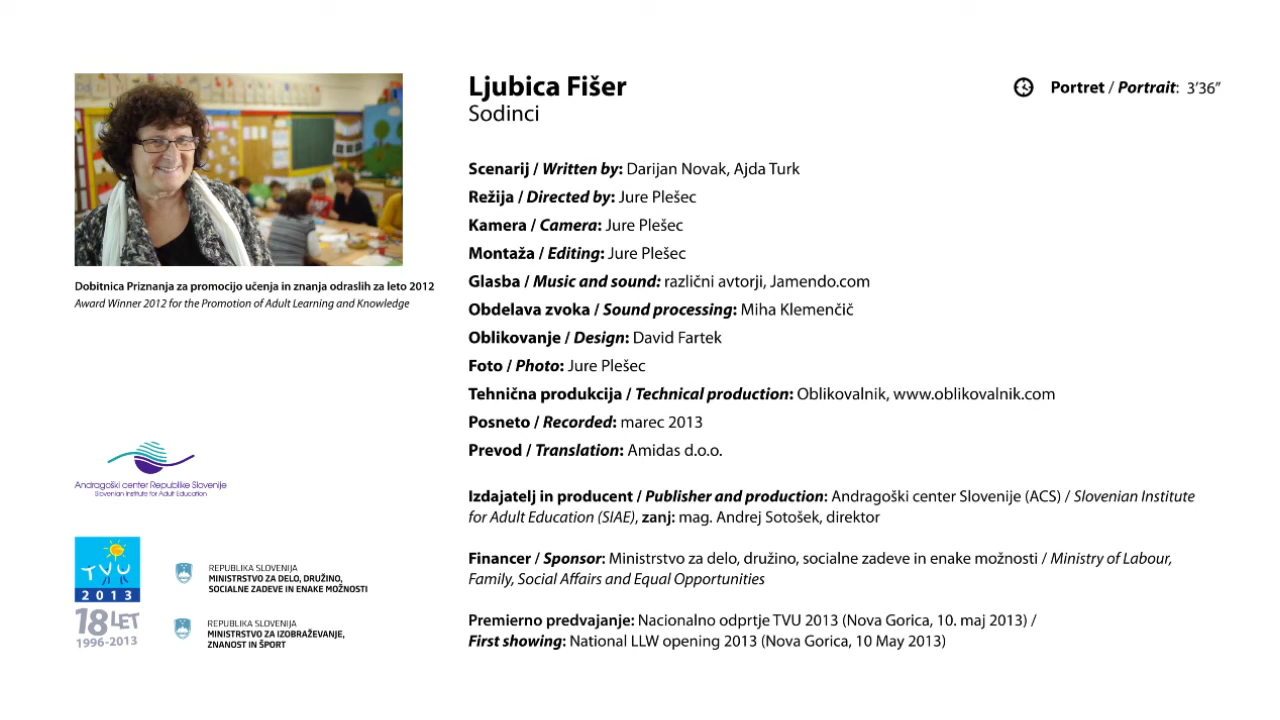 Ljubica Fišer
Sodinci
Portret / Portrait: 3’36”
Scenarij / Written by: Darijan Novak, Ajda Turk
Režija / Directed by: Jure Plešec
Kamera / Camera: Jure Plešec
Montaža / Editing: Jure Plešec
Glasba / Music and sound: različni avtorji, Jamendo.com
Obdelava zvoka / Sound processing: Miha Klemenčič
Oblikovanje / Design: David Fartek
Foto / Photo: Jure Plešec
Tehnična produkcija / Technical production: Oblikovalnik, www.oblikovalnik.com
Posneto / Recorded: marec 2013
Prevod / Translation: Amidas d.o.o.
Izdajatelj in producent / Publisher and production: Andragoški center Slovenije (ACS) / Slovenian Institute
for Adult Education (SIAE), zanj: mag. Andrej Sotošek, direktor
Financer / Sponsor: Ministrstvo za delo, družino, socialne zadeve in enake možnosti / Ministry of Labour,
Family, Social Affairs and Equal Opportunities
Premierno predvajanje: Nacionalno odprtje TVU 2013 (Nova Gorica, 10. maj 2013) /
First showing: National LLW opening 2013 (Nova Gorica, 10 May 2013)
Dobitnica Priznanja za promocijo učenja in znanja odraslih za leto 2012
Award Winner 2012 for the Promotion of Adult Learning and Knowledge
Andragoški center Republike Slovenije
Slovenian Institute for Adult Education
TVU
2013
18 LET
1996-2013
REPUBLIKA SLOVENIJA
MINISTRSTVO ZA DELO, DRUŽINO,
SOCIALNE ZADEVE IN ENAKE MOŽNOSTI
REPUBLIKA SLOVENIJA
MINISTRSTVO ZA IZOBRAŽEVANJE,
ZNANOST IN ŠPORT